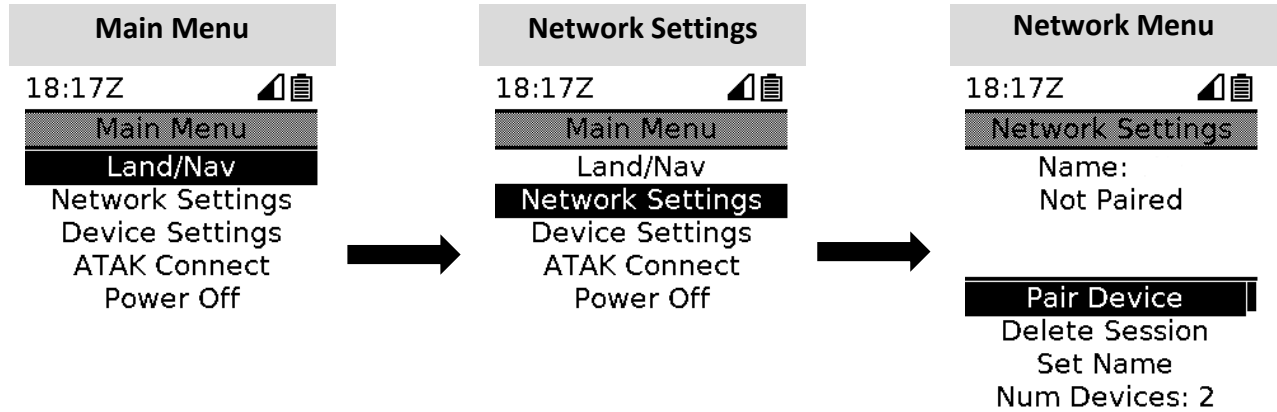 Main Menu
18:17Z
Main Menu
Land/Nav
Network Settings
Device Settings
ATAK Connect
Power Off
Network Settings
18:17Z
Main Menu
Land/Nav
Network Settings
Device Settings
ATAK Connect
Power Off
Network Menu
18:17Z
Network Settings
Name:
Not Paired
Pair Device
Delete Session
Set Name
Num Devices: 2